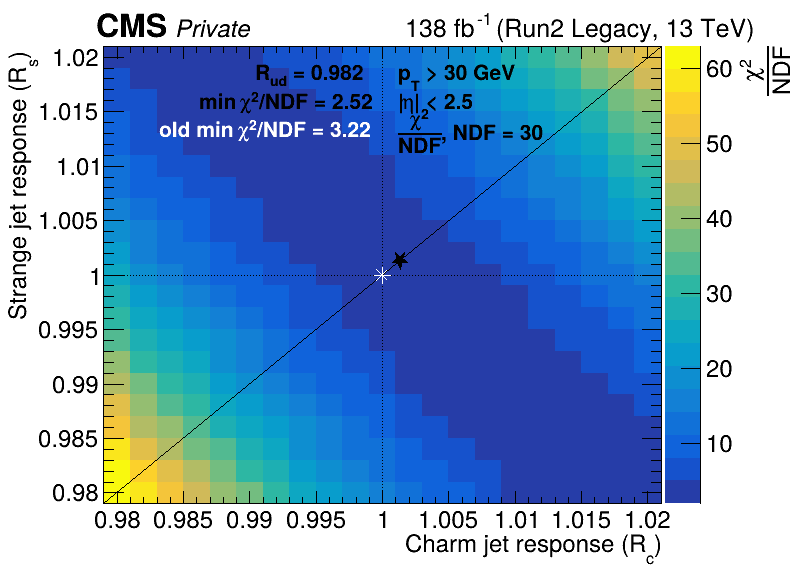 CMS Private 138 fb⁻¹ (Run2 Legacy, 13 TeV)
R_ud = 0.982 p_T > 30 GeV
min χ²/NDF = 2.52 |η| < 2.5
old min χ²/NDF = 3.22 χ²/NDF, NDF = 30
Strange jet response (R_s)
1.02
1.015
1.01
1.005
1
0.995
0.99
0.985
0.98
0.98 0.985 0.99 0.995 1 1.005 1.01 1.015 1.02
Charm jet response (R_c)
χ²/NDF
60
50
40
30
20
10